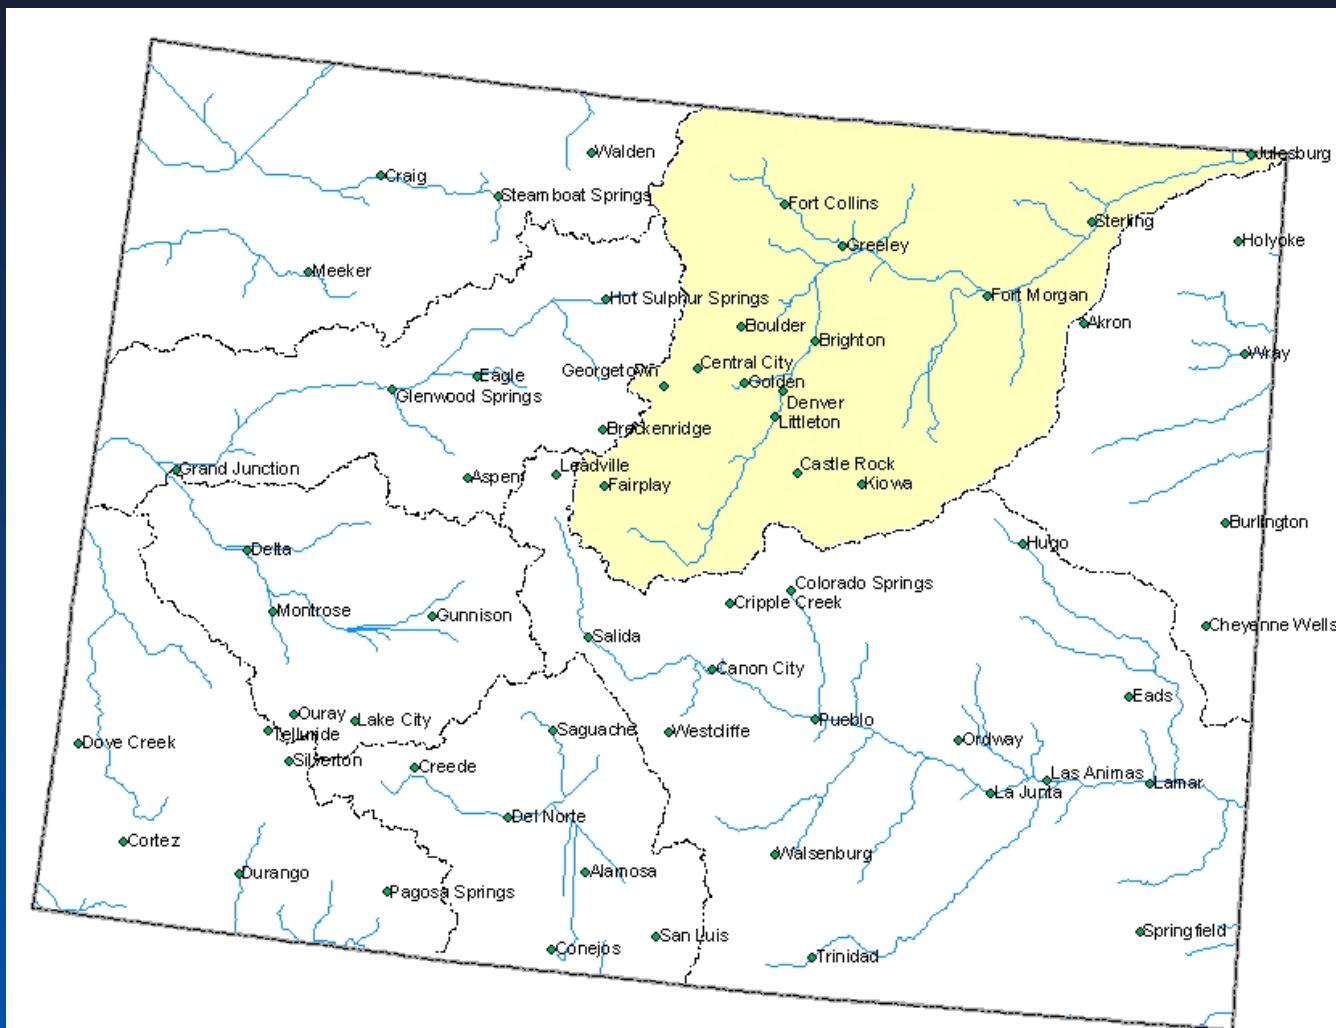 Julesburg
Walden
Craig
Steamboat Springs
Fort Collins
Sterling
Greeley
Holyoke
Meeker
Hot Sulphur Springs
Fort Morgan
Boulder
Akron
Brighton
Wray
Central City
Georgetown
Eagle
Golden
Glenwood Springs
Denver
Littleton
Breckenridge
Leadville
Castle Rock
Grand Junction
Aspen
Fairplay
Kiowa
Burlington
Hugo
Delta
Colorado Springs
Cripple Creek
Montrose
Gunnison
Cheyenne Wells
Salida
Canon City
Eads
Ouray
Lake City
Pueblo
Telluride
Saguache
Westcliffe
Ordway
Dove Creek
Silverton
Creede
Las Animas
Lamar
La Junta
Del Norte
Cortez
Walsenburg
Durango
Alamosa
Pagosa Springs
San Luis
Springfield
Conejos
Trinidad